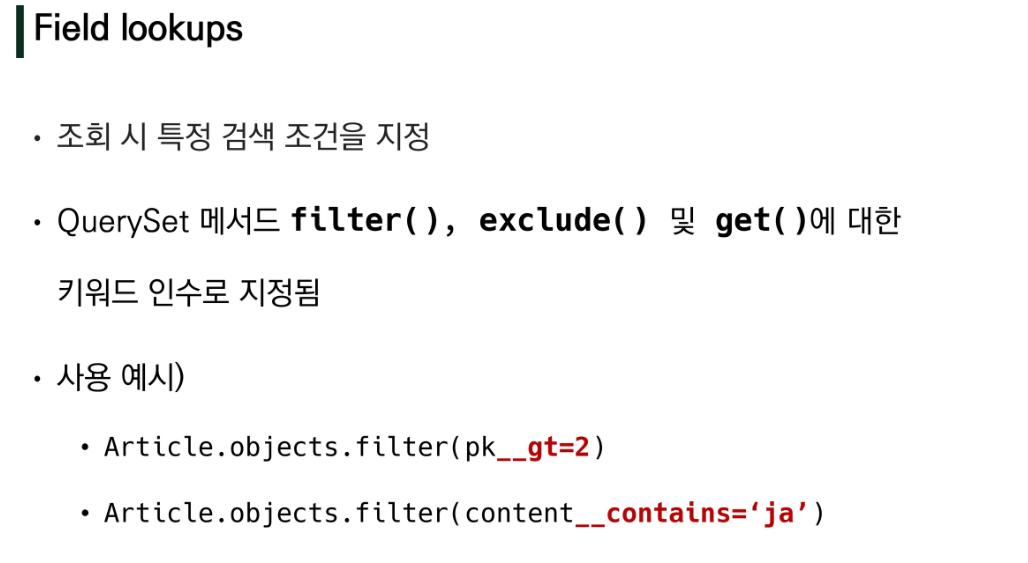 Field lookups
• 조회 시 특정 검색 조건을 지정
• QuerySet 메서드 filter(), exclude() 및 get()에 대한
키워드 인수로 지정됨
• 사용 예시)
• Article.objects.filter(pk__gt=2)
• Article.objects.filter(content__contains=‘ja’)